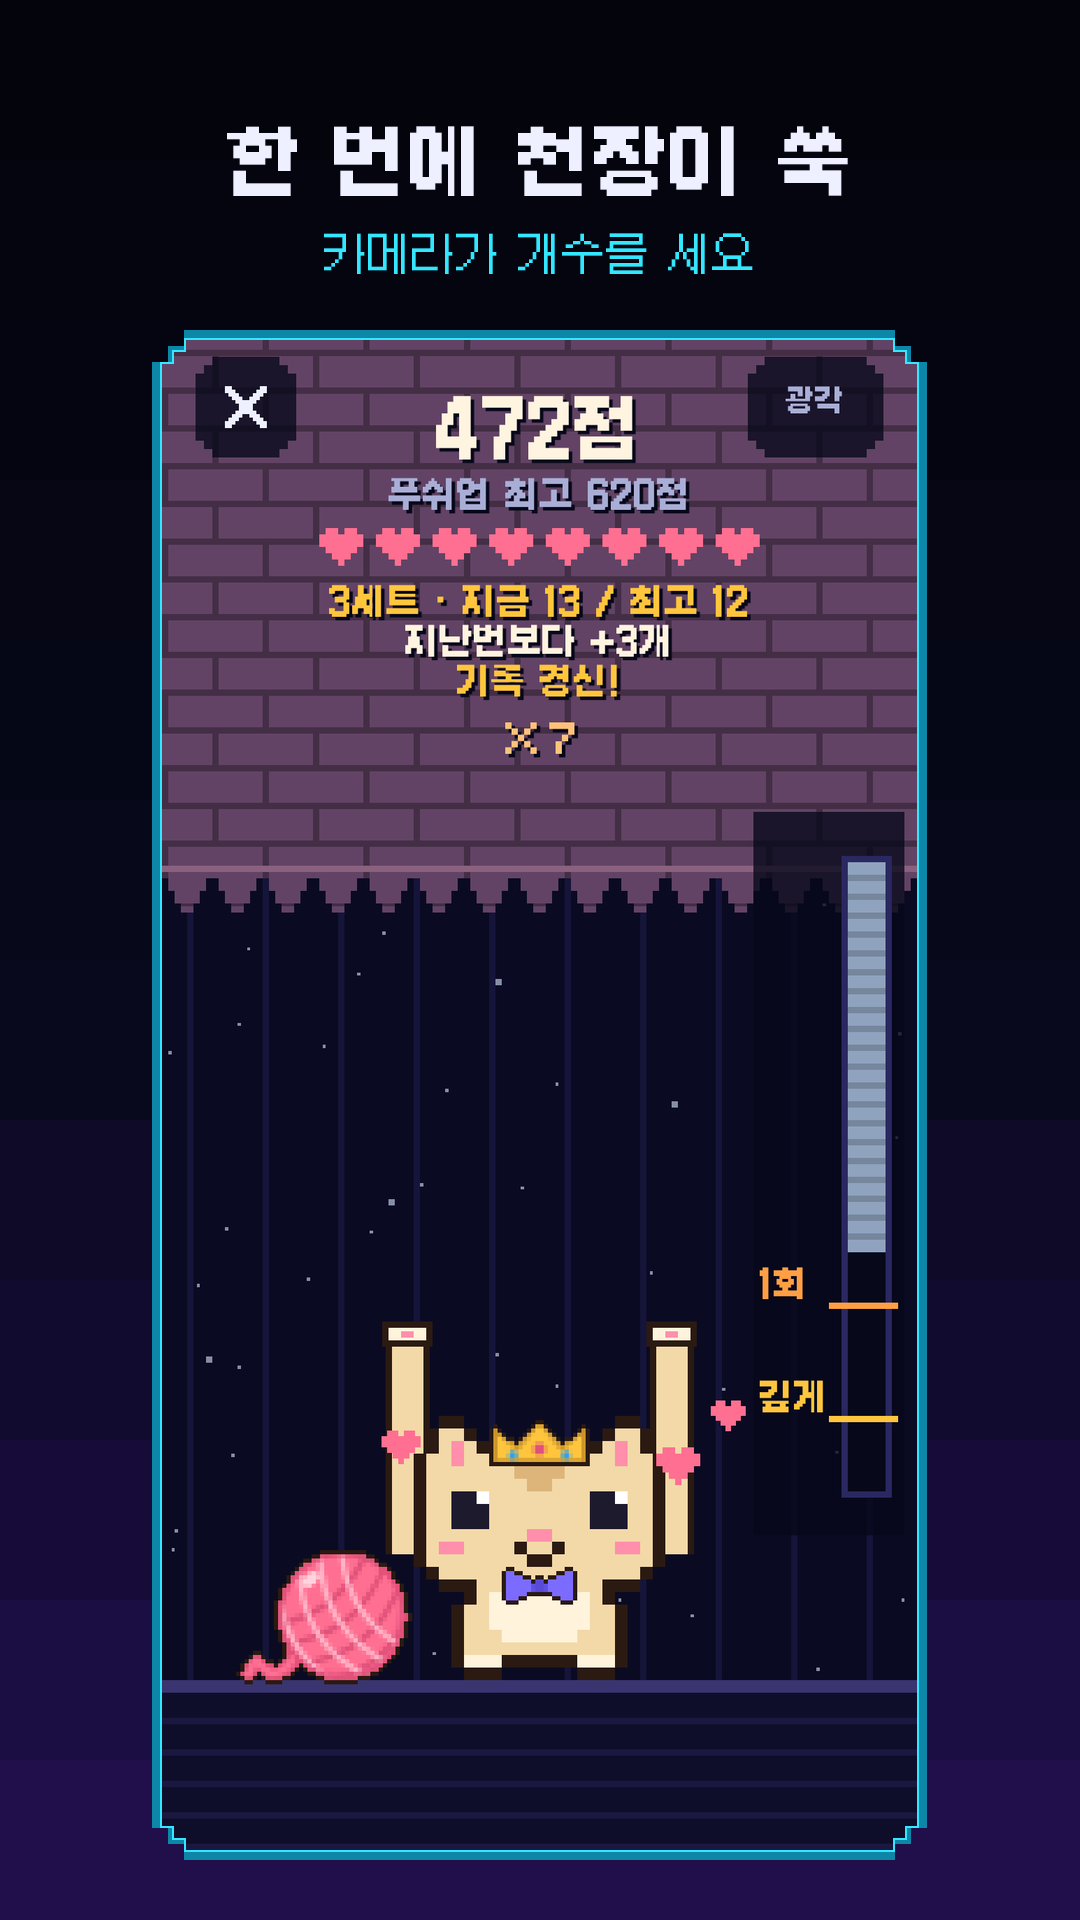 한 번에 천장이 쑥
카메라가 개수를 세요
광각
472점
푸쉬업 최고 620점
3세트 · 지금 13 / 최고 12
지난번보다 +3개
기록 경신!
×7
1회
깊게